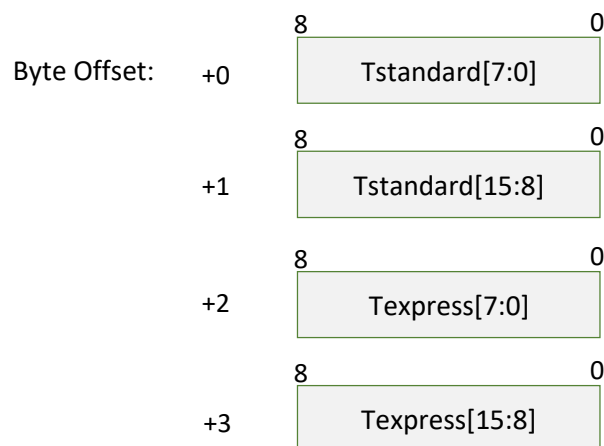 8 0
Byte Offset: +0 Tstandard[7:0]
8 0
+1 Tstandard[15:8]
8 0
+2 Texpress[7:0]
8 0
+3 Texpress[15:8]